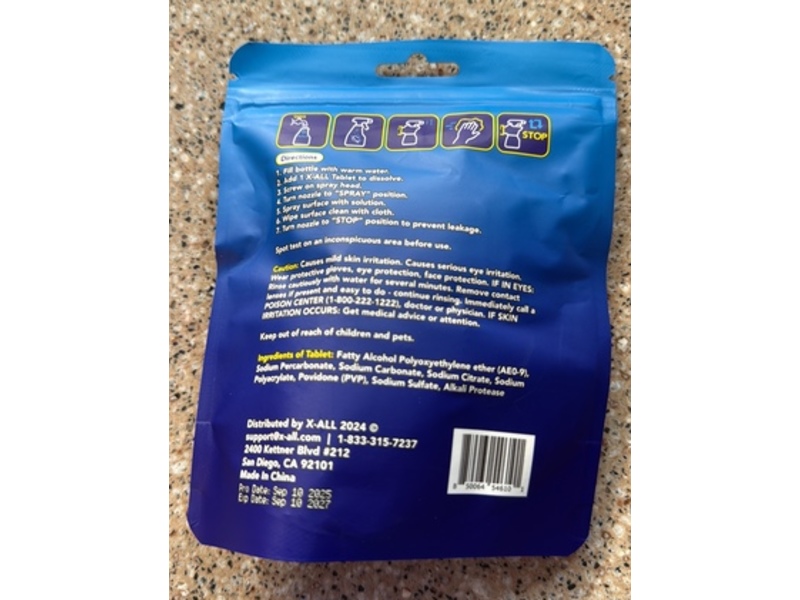 STOP
Directions
1. Fill bottle with warm water.
2. Add 1 X-ALL Tablet to dissolve.
3. Screw on spray head.
4. Turn nozzle to "SPRAY" position.
5. Spray surface with solution.
6. Wipe surface clean with cloth.
7. Turn nozzle to "STOP" position to prevent leakage.
Spot test on an inconspicuous area before use.
Caution: Causes mild skin irritation. Causes serious eye irritation.
Wear protective gloves, eye protection, face protection. IF IN EYES:
Rinse cautiously with water for several minutes. Remove contact
lenses if present and easy to do - continue rinsing. Immediately call a
POISON CENTER (1-800-222-1222), doctor or physician. IF SKIN
IRRITATION OCCURS: Get medical advice or attention.
Keep out of reach of children and pets.
Ingredients of Tablet: Fatty Alcohol Polyoxyethylene ether (AEO-9),
Sodium Percarbonate, Sodium Carbonate, Sodium Citrate, Sodium
Polyacrylate, Povidone (PVP), Sodium Sulfate, Alkali Protease
Distributed by X-ALL 2024 ©
support@x-all.com | 1-833-315-7237
2400 Kettner Blvd #212
San Diego, CA 92101
Made in China
Pro Date: Sep 10 2025
Exp Date: Sep 10 2027